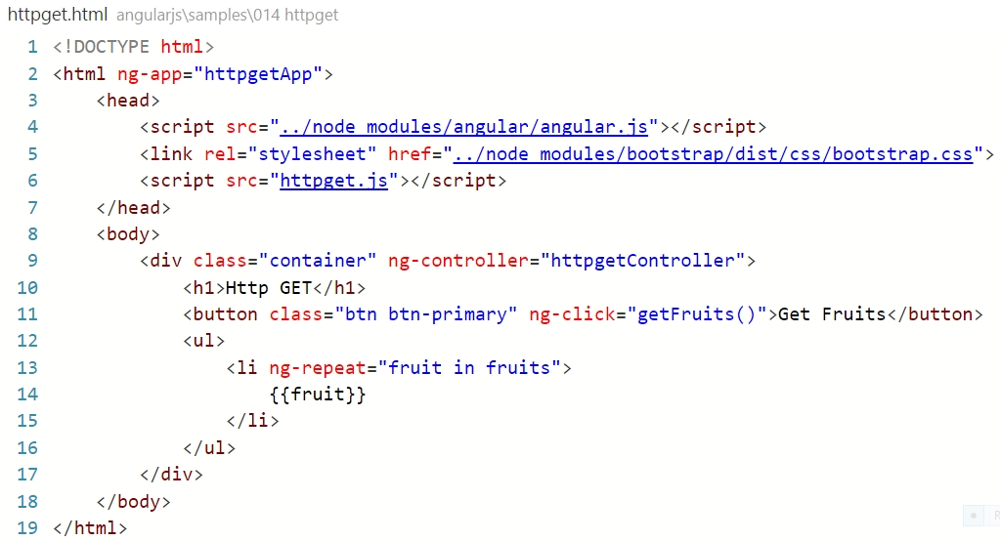 httpget.html angularjs\samples\014 httpget
1 <!DOCTYPE html>
2 <html ng-app="httpgetApp">
3     <head>
4         <script src="../node_modules/angular/angular.js"></script>
5         <link rel="stylesheet" href="../node_modules/bootstrap/dist/css/bootstrap.css">
6         <script src="httpget.js"></script>
7     </head>
8     <body>
9         <div class="container" ng-controller="httpgetController">
10             <h1>Http GET</h1>
11             <button class="btn btn-primary" ng-click="getFruits()">Get Fruits</button>
12             <ul>
13                 <li ng-repeat="fruit in fruits">
14                     {{fruit}}
15                 </li>
16             </ul>
17         </div>
18     </body>
19 </html>